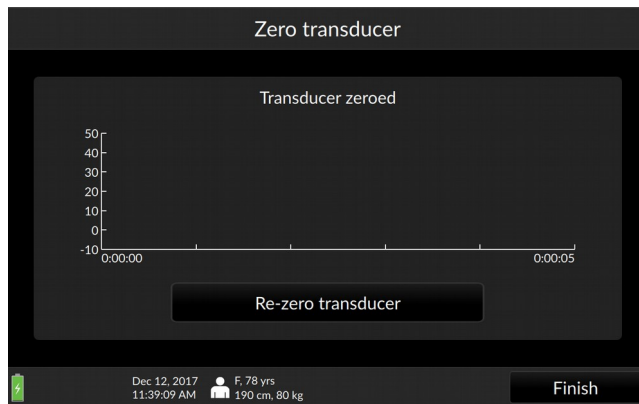 Zero transducer
Transducer zeroed
50
40
30
20
10
0
-10
0:00:00
0:00:05
Re-zero transducer
Dec 12, 2017
11:39:09 AM
F, 78 yrs
190 cm, 80 kg
Finish